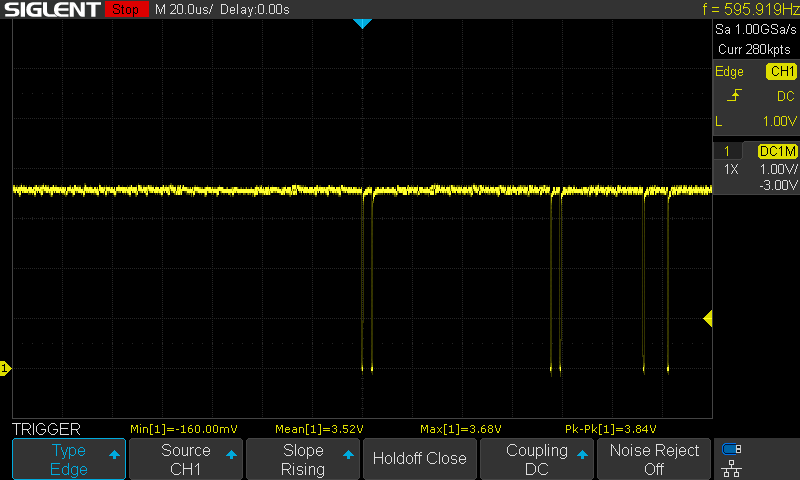 SIGLENT Stop M 20.0us/ Delay:0.00s f = 595.919Hz
Sa 1.00GSa/s
Curr 280kpts
Edge CH1
DC
L 1.00V
1 DC1M
1X 1.00V/
-3.00V
1
TRIGGER Min[1]=-160.00mV Mean[1]=3.52V Max[1]=3.68V Pk-Pk[1]=3.84V
Type Source Slope Holdoff Close Coupling Noise Reject
Edge CH1 Rising DC Off